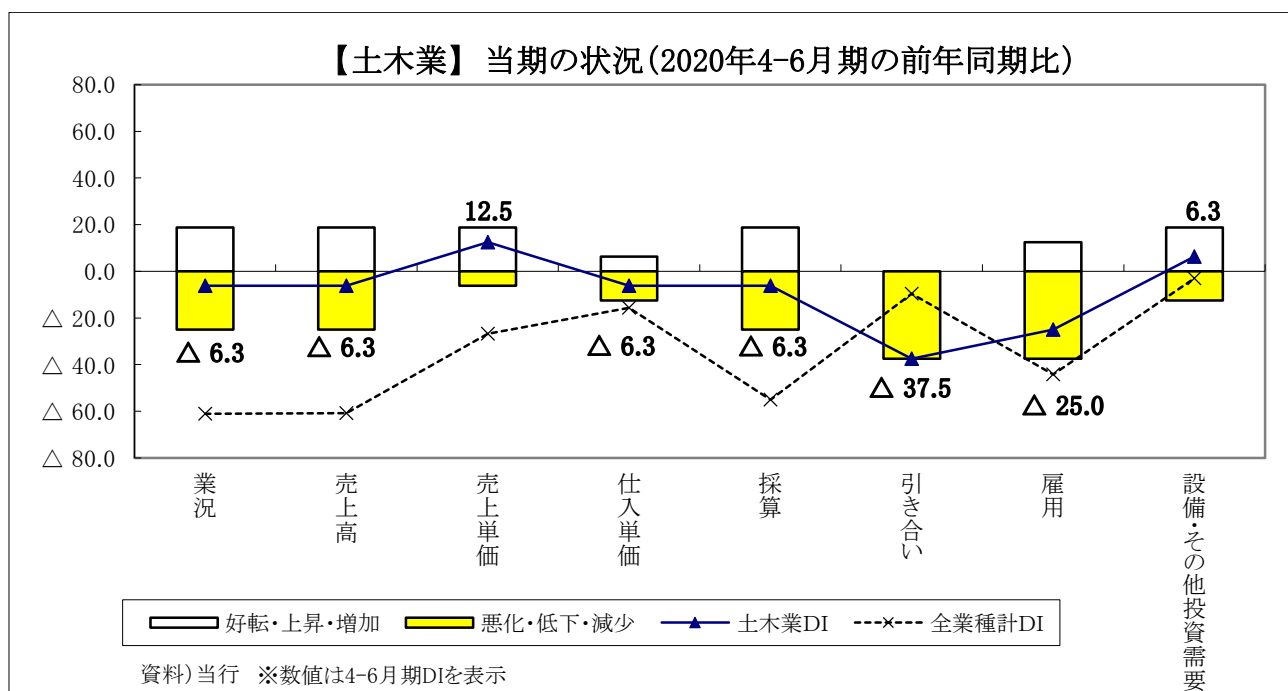 【土木業】 当期の状況(2020年4-6月期の前年同期比)
80.0
60.0
40.0
20.0
0.0
△ 20.0
△ 40.0
△ 60.0
△ 80.0
△ 6.3
△ 6.3
12.5
△ 6.3
△ 6.3
△ 37.5
△ 25.0
6.3
業況
売上高
売上単価
仕入単価
採算
引き合い
雇用
設備・その他投資需要
好転・上昇・増加 悪化・低下・減少 土木業DI 全業種計DI
資料)当行 ※数値は4-6月期DIを表示